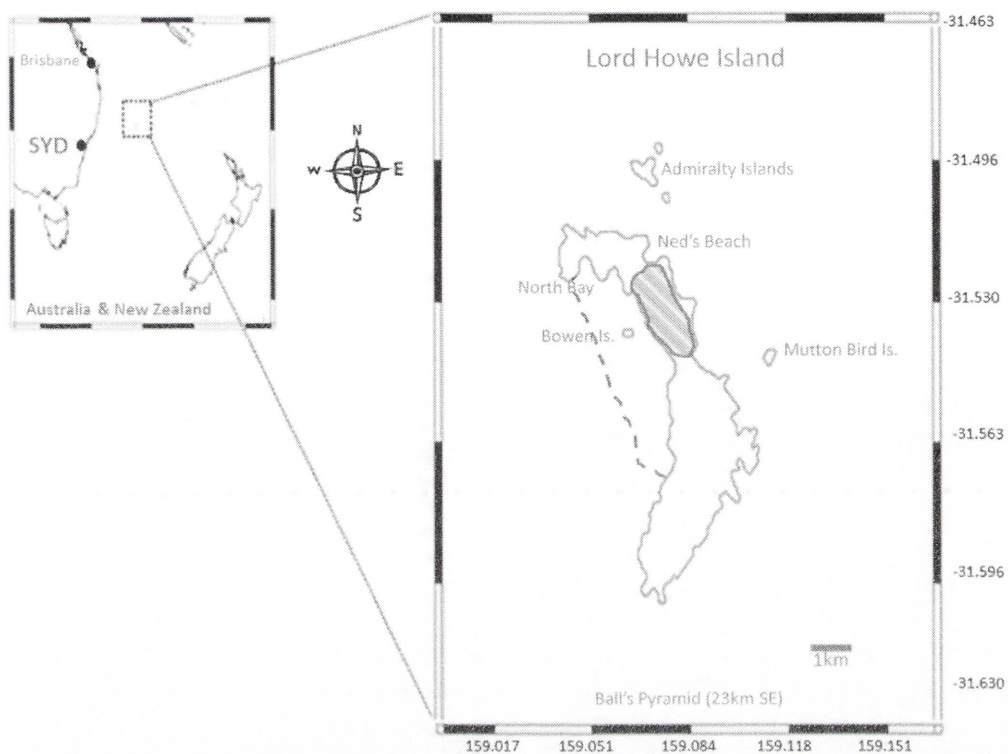 Brisbane
SYD
Australia & New Zealand
N
W
E
S
Lord Howe Island
Admiralty Islands
Ned's Beach
North Bay
Bowen Is.
Mutton Bird Is.
1km
Ball's Pyramid (23km SE)
-31.463
-31.496
-31.530
-31.563
-31.596
-31.630
159.017
159.051
159.084
159.118
159.151